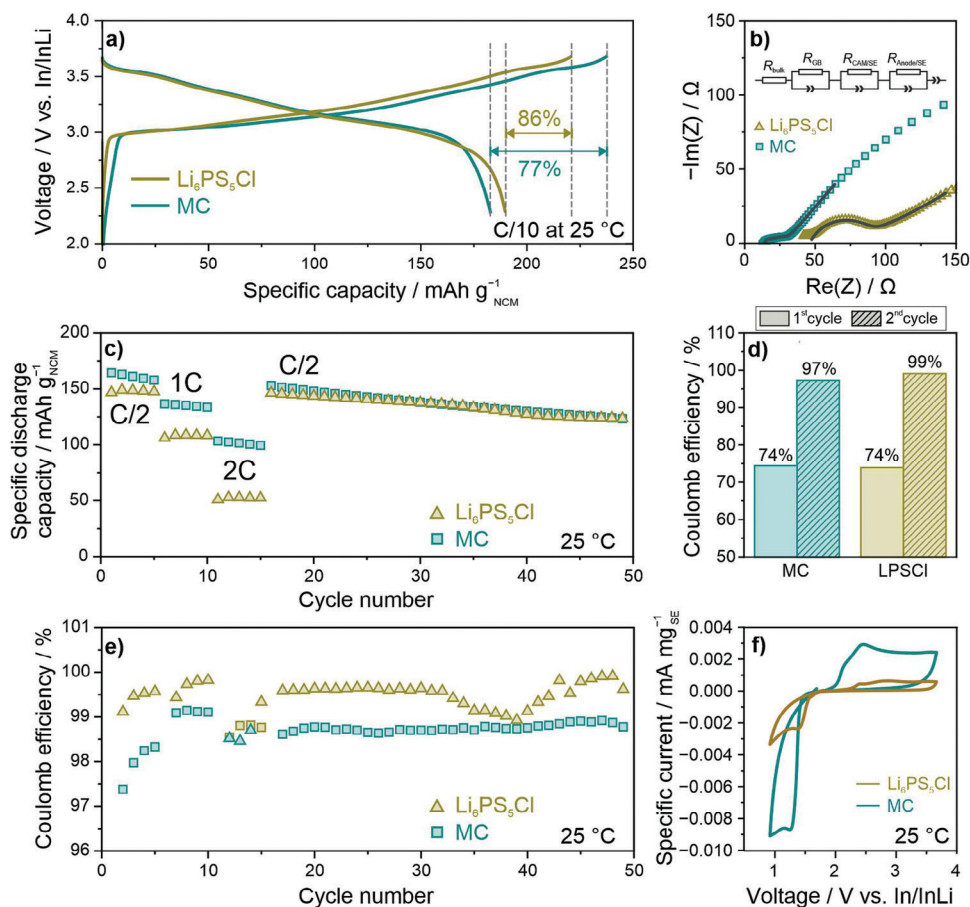 a)
Voltage / V vs. In/InLi
4.0
3.5
3.0
2.5
2.0
86%
77%
Li₆PS₅Cl
MC
C/10 at 25 °C
0 50 100 150 200 250
Specific capacity / mAh g⁻¹NCM
b)
−Im(Z) / Ω
150
100
50
0
Rbulk RGB RCAM/SE RAnode/SE
Li₆PS₅Cl
MC
0 50 100 150
Re(Z) / Ω
c)
Specific discharge
capacity / mAh g⁻¹NCM
200
150
100
50
0
C/2
1C
2C
C/2
Li₆PS₅Cl
MC
25 °C
0 10 20 30 40 50
Cycle number
1st cycle 2nd cycle
d)
Coulomb efficiency / %
110
100
90
80
70
60
50
74% 97% 74% 99%
MC LPSCl
e)
Coulomb efficiency / %
101
100
99
98
97
96
Li₆PS₅Cl
MC
25 °C
0 10 20 30 40 50
Cycle number
f)
Specific current / mA mg⁻¹SE
0.004
0.002
0.000
−0.002
−0.004
−0.006
−0.008
−0.010
Li₆PS₅Cl
MC
25 °C
1 2 3 4
Voltage / V vs. In/InLi